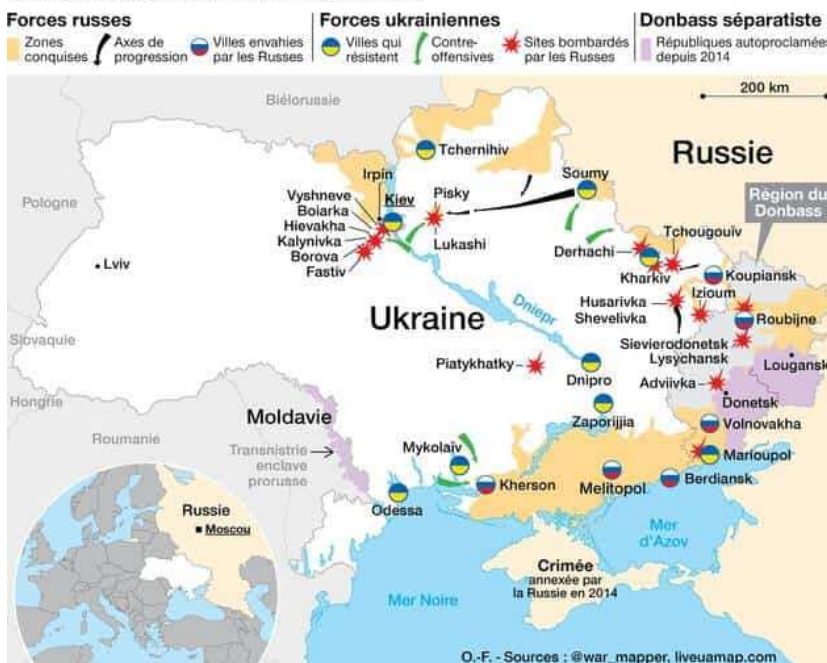 Forces russes
Zones
conquises
Axes de
progression
Villes envahies
par les Russes
Forces ukrainiennes
Villes qui
résistent
Contre-
offensives
Sites bombardés
par les Russes
Donbass séparatiste
Républiques autoproclamées
depuis 2014
200 km
Biélorussie
Russie
Pologne
Tchernihiv
Soumy
Irpin
Kiev
Pisky
Lukashi
Vyshneve
Boiarka
Hievakha
Kalynivka
Borova
Fastiv
Région du
Donbass
Tchougouïv
Derhachi
Kharkiv
Koupiansk
Lviv
Husarivka
Shevelivka
Izioum
Roubijne
Dniepr
Ukraine
Slovaquie
Sievierodonetsk
Lysychansk
Lougansk
Piatykhatky
Dnipro
Adviivka
Donetsk
Hongrie
Zaporijjia
Volnovakha
Moldavie
Roumanie
Transnistrie
enclave
prorusse
Mykolaïv
Marioupol
Kherson
Melitopol
Berdiansk
Odessa
Russie
Moscou
Mer
d'Azov
Crimée
annexée par
la Russie en 2014
Mer Noire
O.-F. - Sources : @war_mapper, liveuamap.com